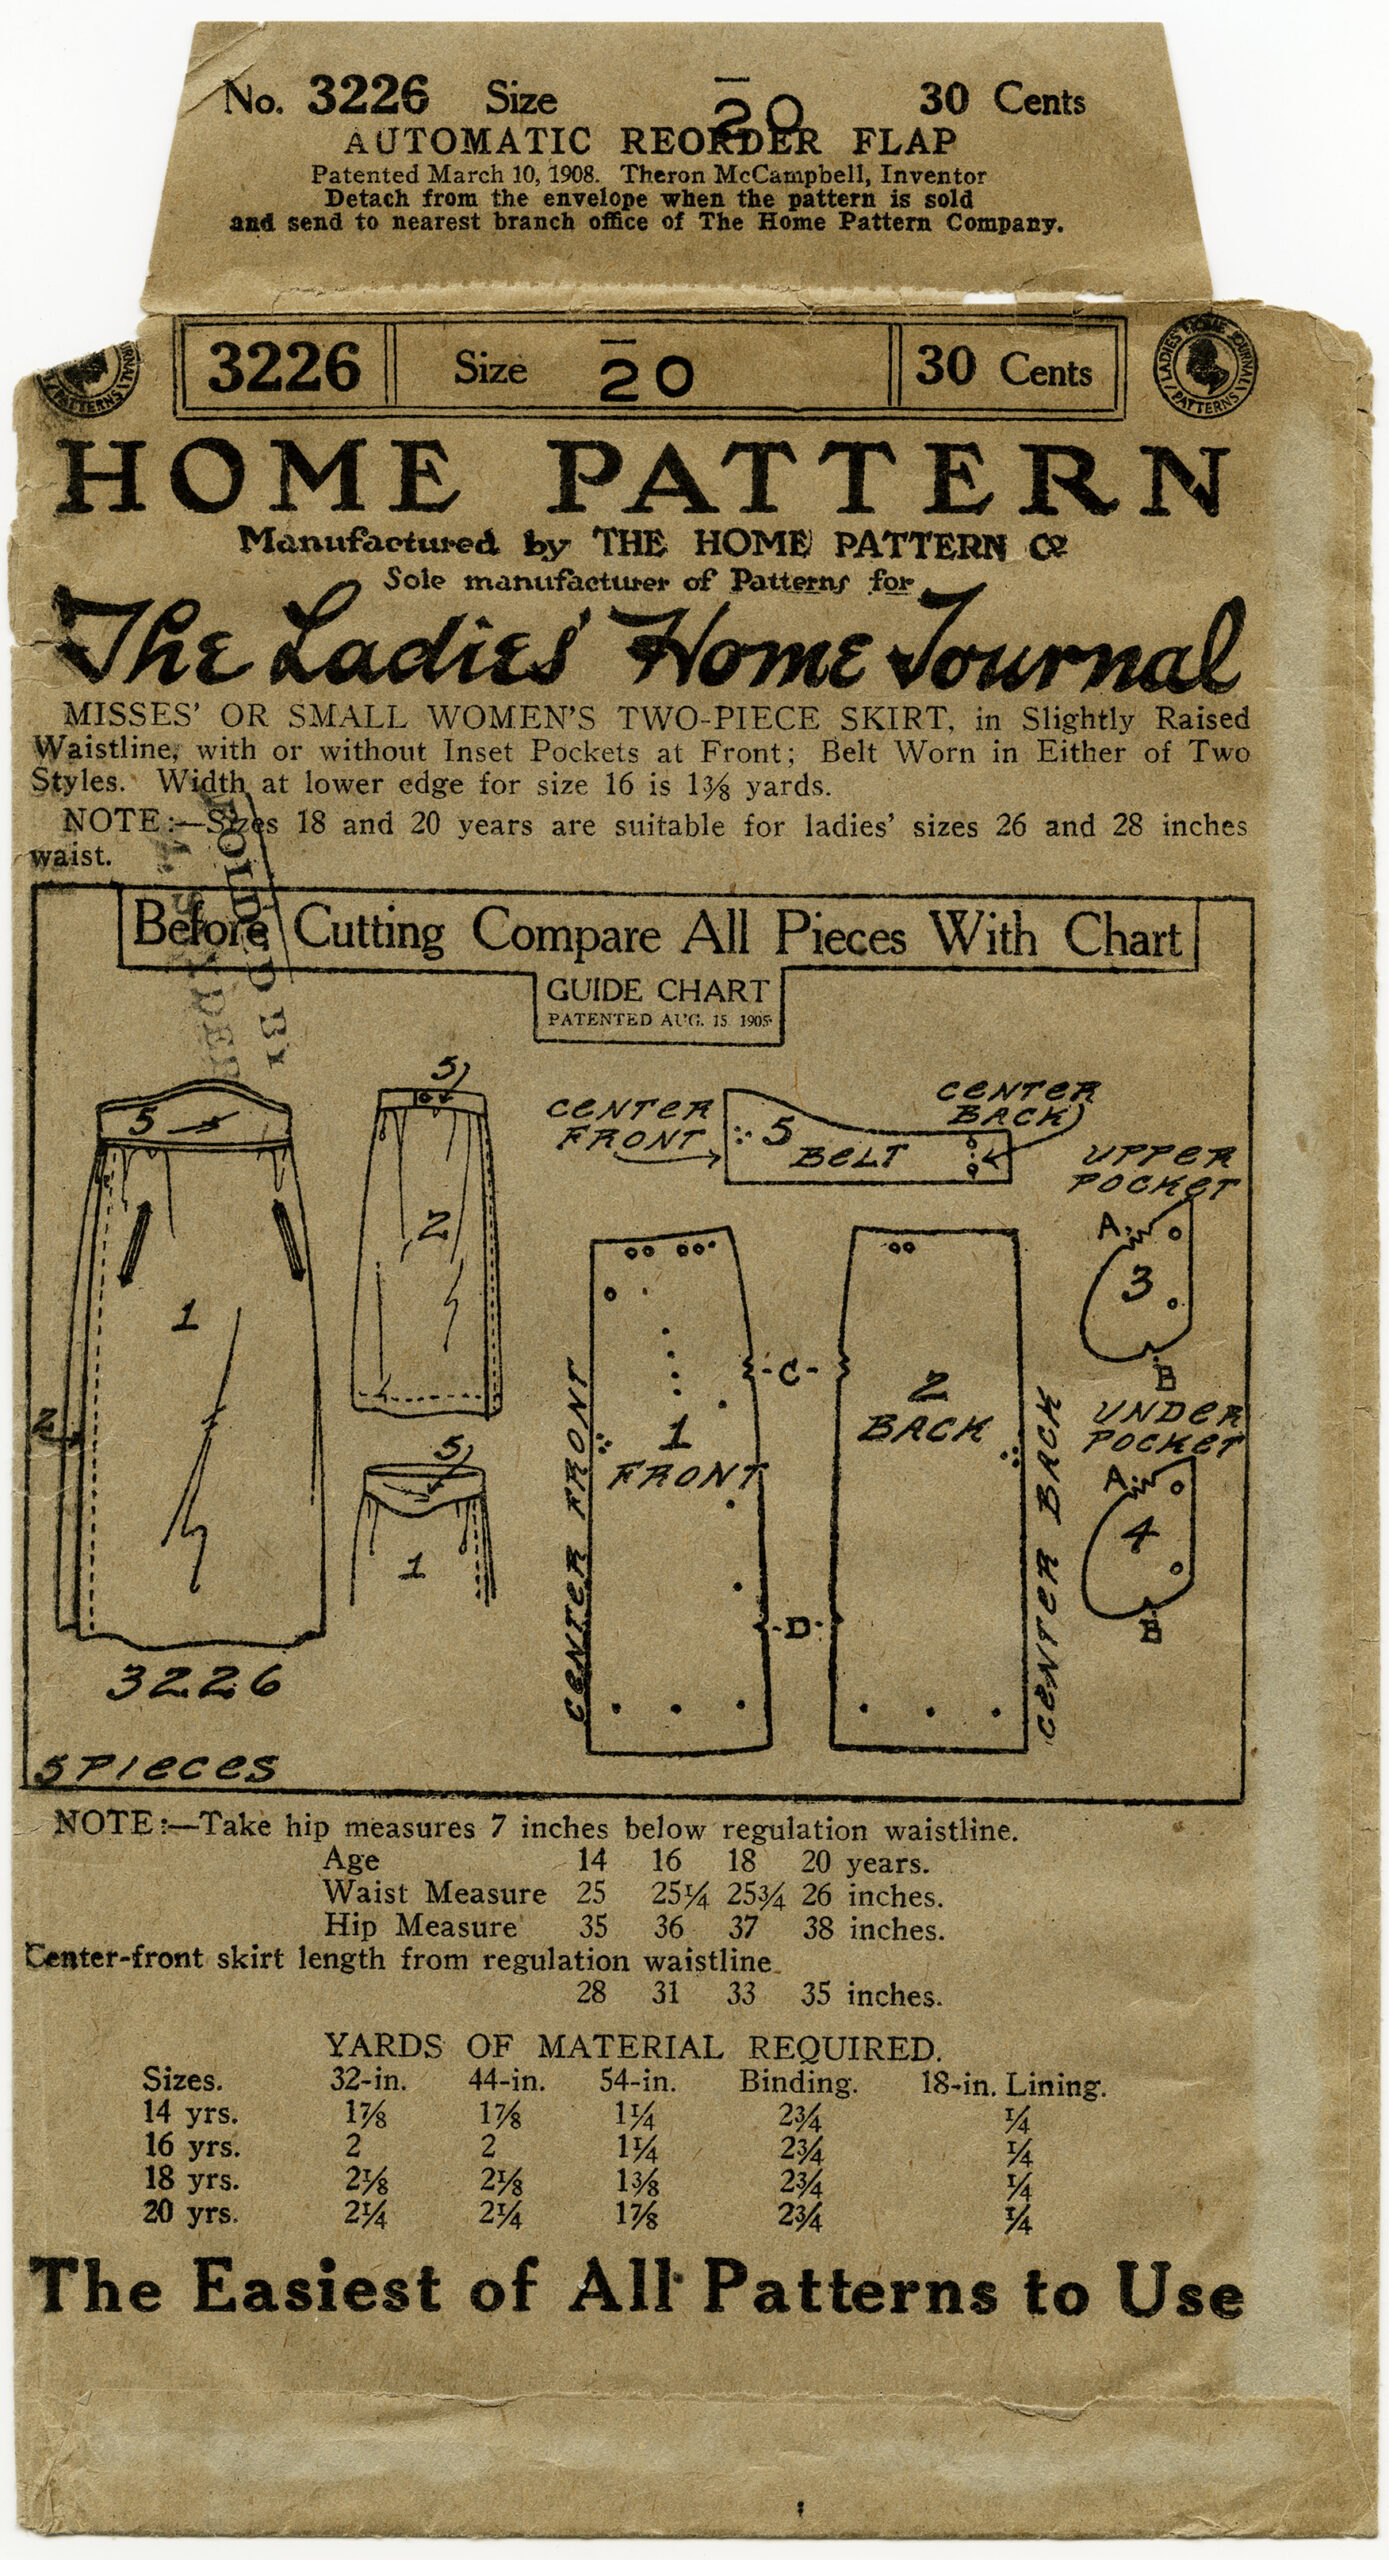 No. 3226 Size 20 30 Cents
AUTOMATIC REORDER FLAP
Patented March 10, 1908. Theron McCampbell, Inventor
Detach from the envelope when the pattern is sold
and send to nearest branch office of The Home Pattern Company.
3226 Size 20 30 Cents
LADIES' HOME JOURNAL PATTERNS
HOME PATTERN
Manufactured by THE HOME PATTERN Co
Sole manufacturer of Patterns for
The Ladies' Home Journal
MISSES' OR SMALL WOMEN'S TWO-PIECE SKIRT, in Slightly Raised
Waistline, with or without Inset Pockets at Front; Belt Worn in Either of Two
Styles. Width at lower edge for size 16 is 1⅜ yards.
NOTE:—Sizes 18 and 20 years are suitable for ladies' sizes 26 and 28 inches
waist.
SOLD BY
Before Cutting Compare All Pieces With Chart
GUIDE CHART
PATENTED AUG. 15 1905
5
5
CENTER FRONT
5 BELT
CENTER BACK
UPPER POCKET
A
3
B
1
2
2
CENTER FRONT
1
FRONT
C
D
2
BACK
CENTER BACK
UNDER POCKET
A
4
B
5
1
3226
5 PIECES
NOTE:—Take hip measures 7 inches below regulation waistline.
Age 14 16 18 20 years.
Waist Measure 25 25¼ 25¾ 26 inches.
Hip Measure 35 36 37 38 inches.
Center-front skirt length from regulation waistline
28 31 33 35 inches.
YARDS OF MATERIAL REQUIRED.
Sizes. 32-in. 44-in. 54-in. Binding. 18-in. Lining.
14 yrs. 1⅞ 1⅞ 1¼ 2¾ ¼
16 yrs. 2 2 1¼ 2¾ ¼
18 yrs. 2⅛ 2⅛ 1⅜ 2¾ ¼
20 yrs. 2¼ 2¼ 1⅞ 2¾ ¼
The Easiest of All Patterns to Use